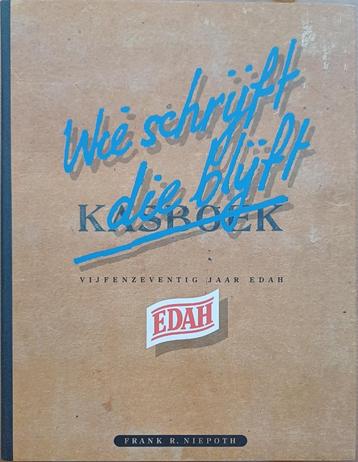 Wie schrijft
die blijft
KASBOEK
VIJFENZEVENTIG JAAR EDAH
EDAH
FRANK R. NIEPOTH